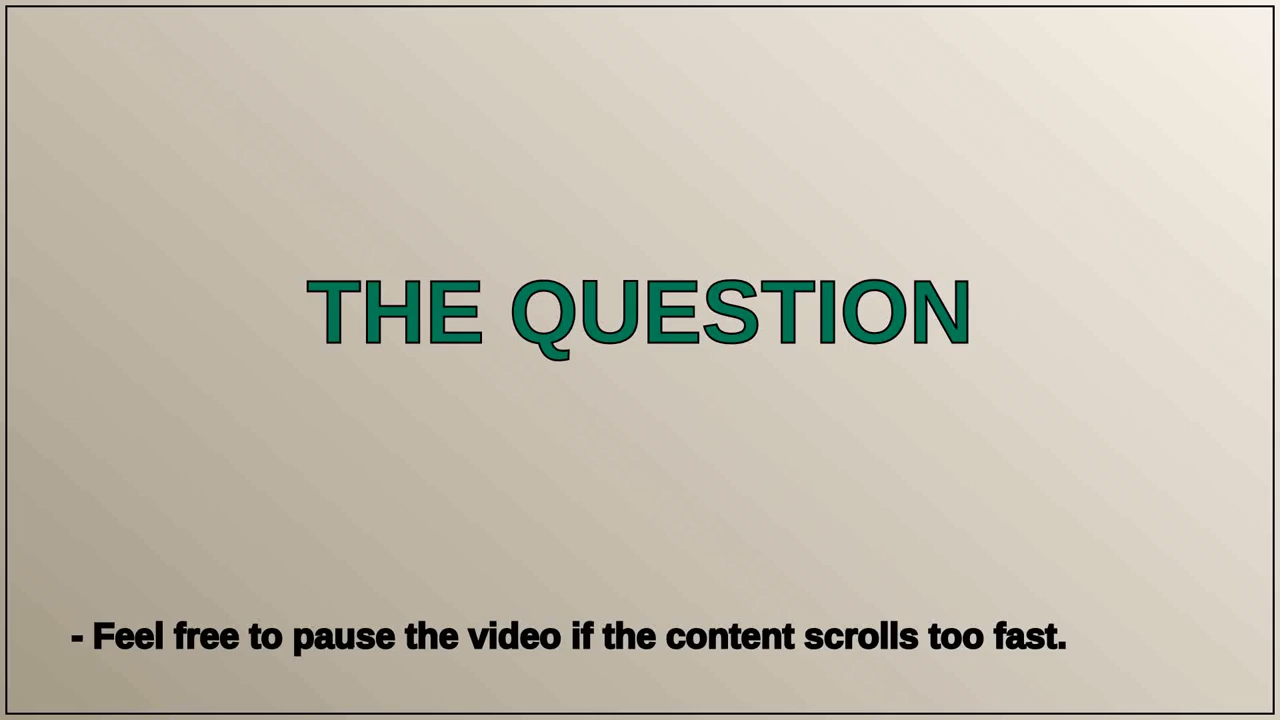 THE QUESTION
- Feel free to pause the video if the content scrolls too fast.